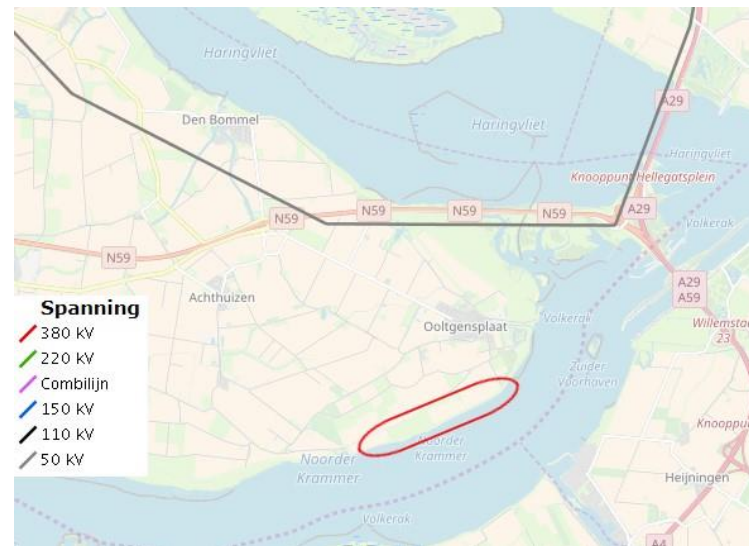 Haringvliet
A29
Den Bommel
Haringvliet
Haringvliet
Knooppunt Hellegatsplein
N59
N59
N59
N59
A29
Volkerak
N59
A29
A59
Achthuizen
Spanning
380 kV
220 kV
Combilijn
150 kV
110 kV
50 kV
Ooltgensplaat
Volkerak
Willemstad
23
Zuider
Voorhaven
Knooppu
Noorder
Krammer
Noorder
Krammer
Heijningen
Volkerak
A4